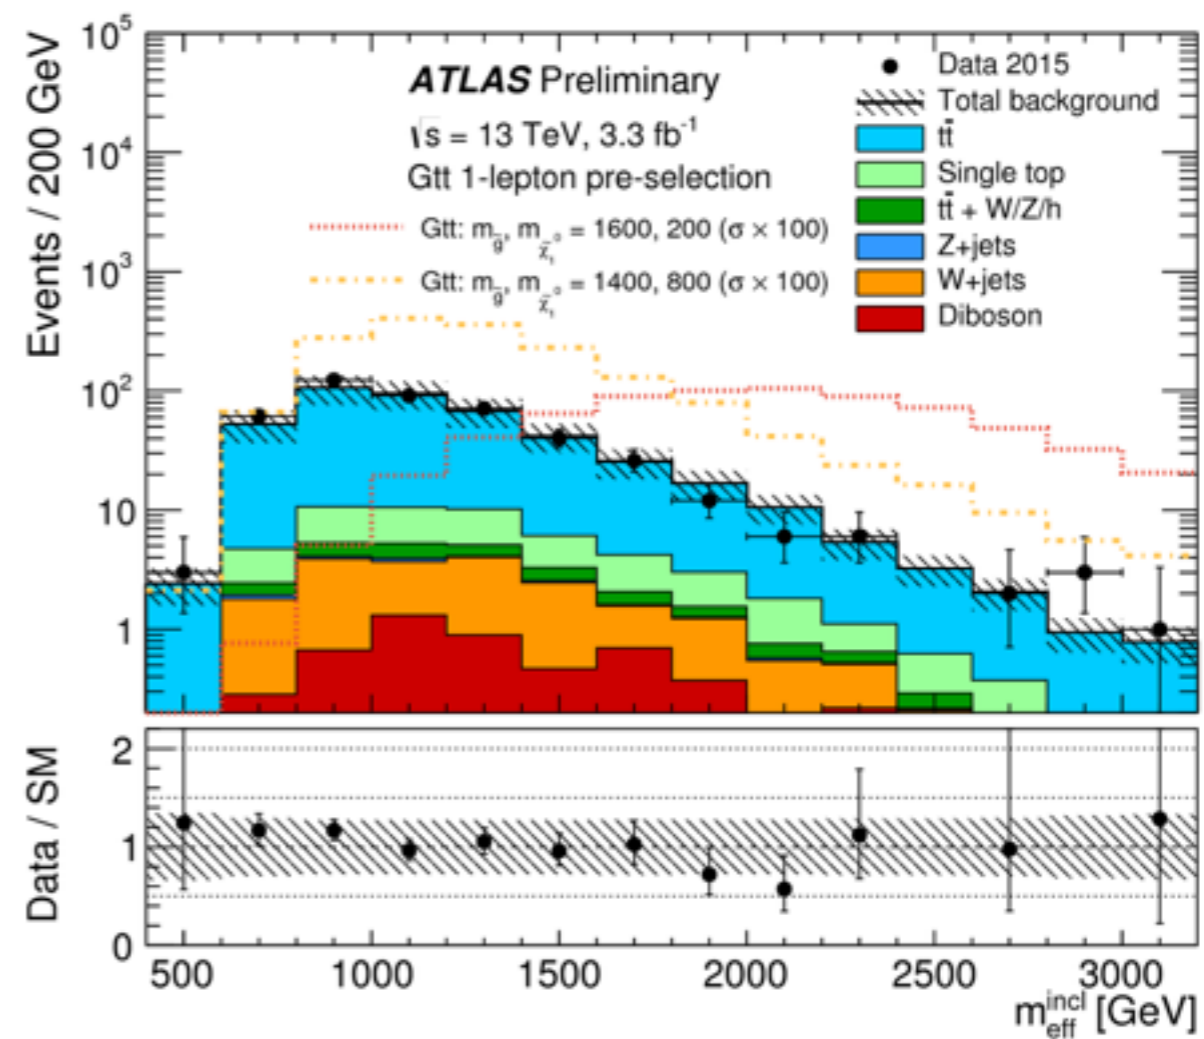 10⁵
10⁴
10³
10²
10
1
Events / 200 GeV
ATLAS Preliminary
√s = 13 TeV, 3.3 fb⁻¹
Gtt 1-lepton pre-selection
Gtt: m_g̃, m_χ̃₁⁰ = 1600, 200 (σ × 100)
Gtt: m_g̃, m_χ̃₁⁰ = 1400, 800 (σ × 100)
Data 2015
Total background
tt̄
Single top
tt̄ + W/Z/h
Z+jets
W+jets
Diboson
Data / SM
2
1
0
500 1000 1500 2000 2500 3000
m_eff^incl [GeV]